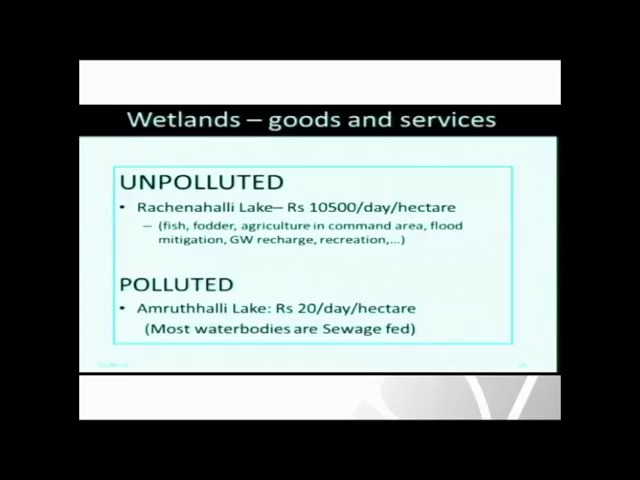 Wetlands – goods and services
UNPOLLUTED
• Rachenahalli Lake– Rs 10500/day/hectare
– (fish, fodder, agriculture in command area, flood
mitigation, GW recharge, recreation,...)
POLLUTED
• Amruthhalli Lake: Rs 20/day/hectare
(Most waterbodies are Sewage fed)